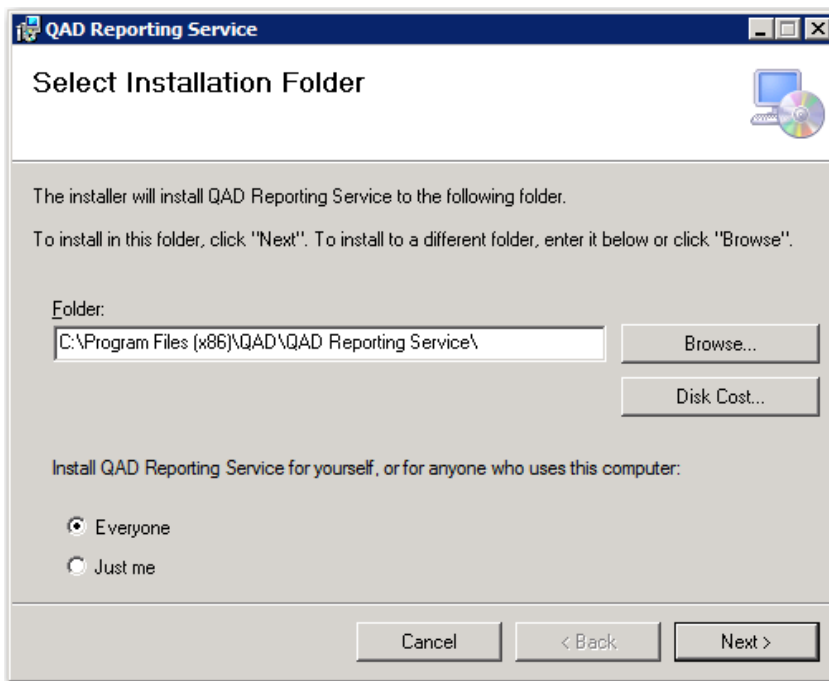 QAD Reporting Service
Select Installation Folder
The installer will install QAD Reporting Service to the following folder.
To install in this folder, click "Next". To install to a different folder, enter it below or click "Browse".
Folder:
C:\Program Files (x86)\QAD\QAD Reporting Service\
Browse...
Disk Cost...
Install QAD Reporting Service for yourself, or for anyone who uses this computer:
Everyone
Just me
Cancel
< Back
Next >